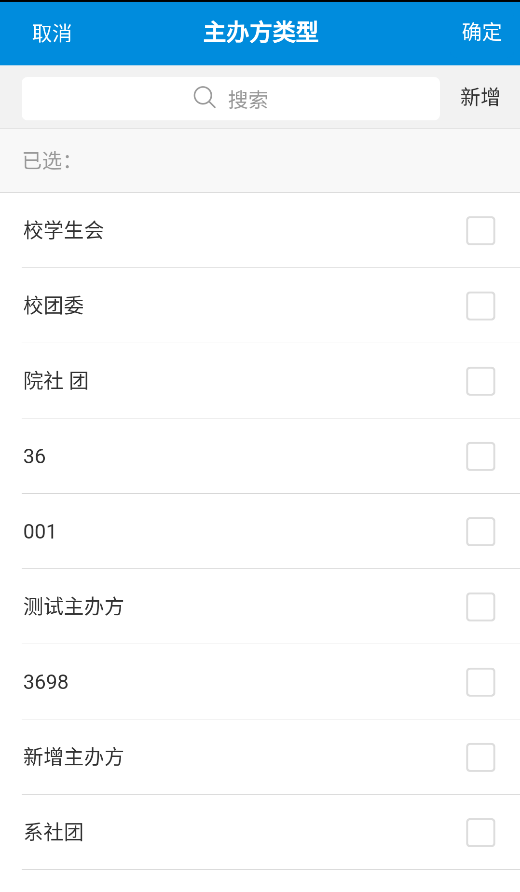 取消 主办方类型 确定
搜索 新增
已选：
校学生会
校团委
院社 团
36
001
测试主办方
3698
新增主办方
系社团